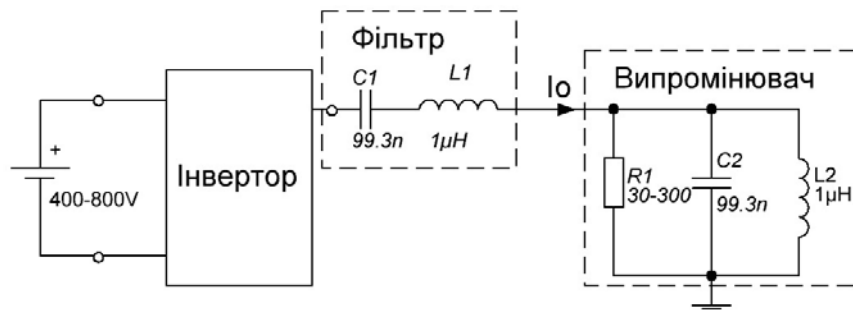 Фільтр
C1
L1
99.3n
1µH
Io
Випромінювач
+
400-800V
Інвертор
R1
30-300
C2
99.3n
L2
1µH